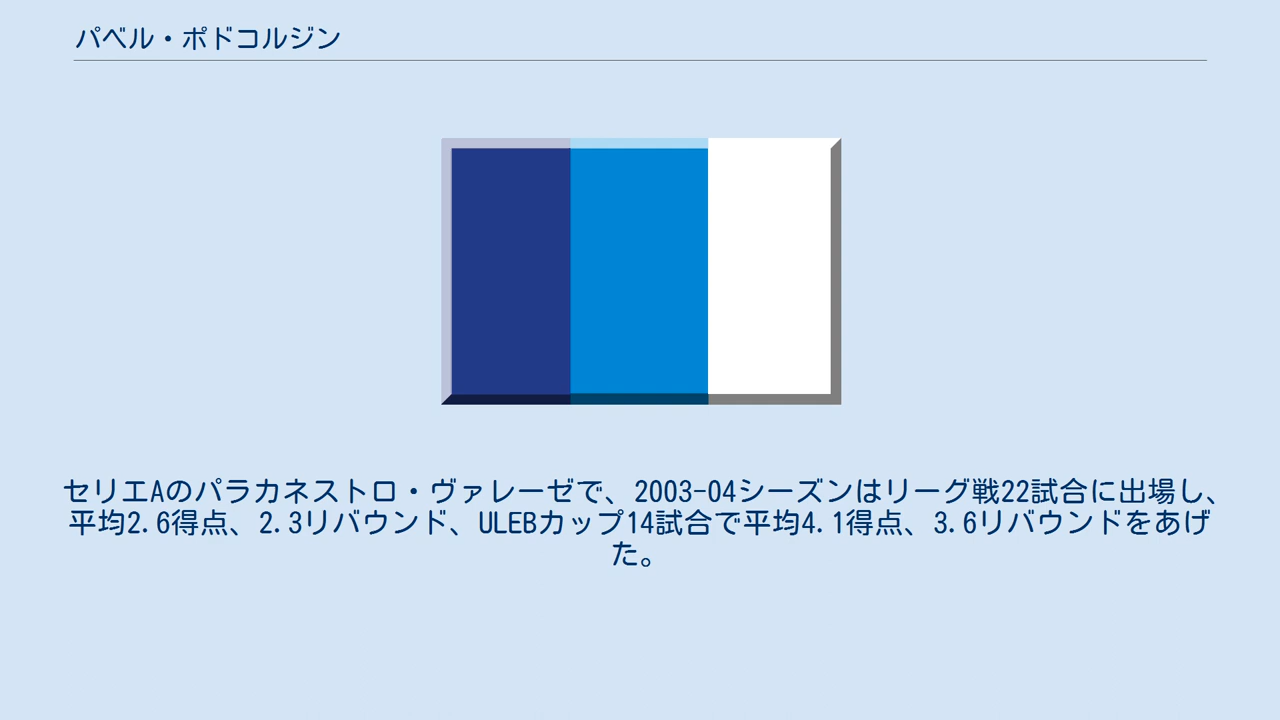 パベル・ポドコルジン
セリエAのパラカネストロ・ヴァレーゼで、2003-04シーズンはリーグ戦22試合に出場し、
平均2.6得点、2.3リバウンド、ULEBカップ14試合で平均4.1得点、3.6リバウンドをあげ
た。